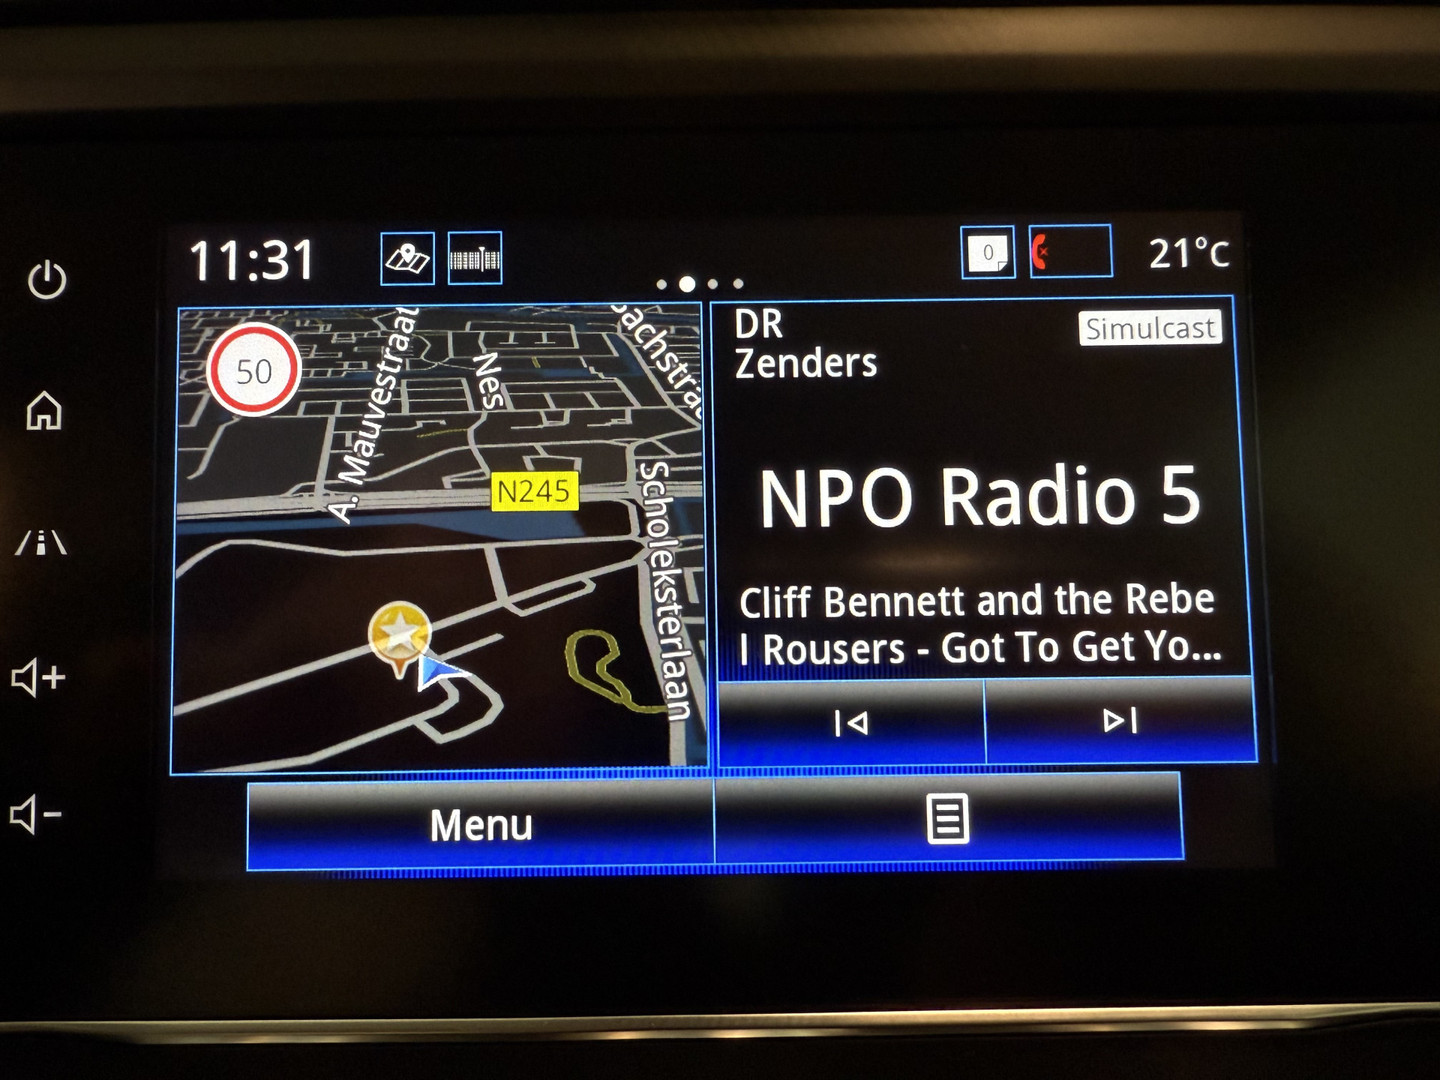 11:31
0
21°C
50
A. Mauvestraat
Nes
N245
Scholeksterlaan
DR
Zenders
Simulcast
NPO Radio 5
Cliff Bennett and the Rebe
l Rousers - Got To Get Yo...
Menu